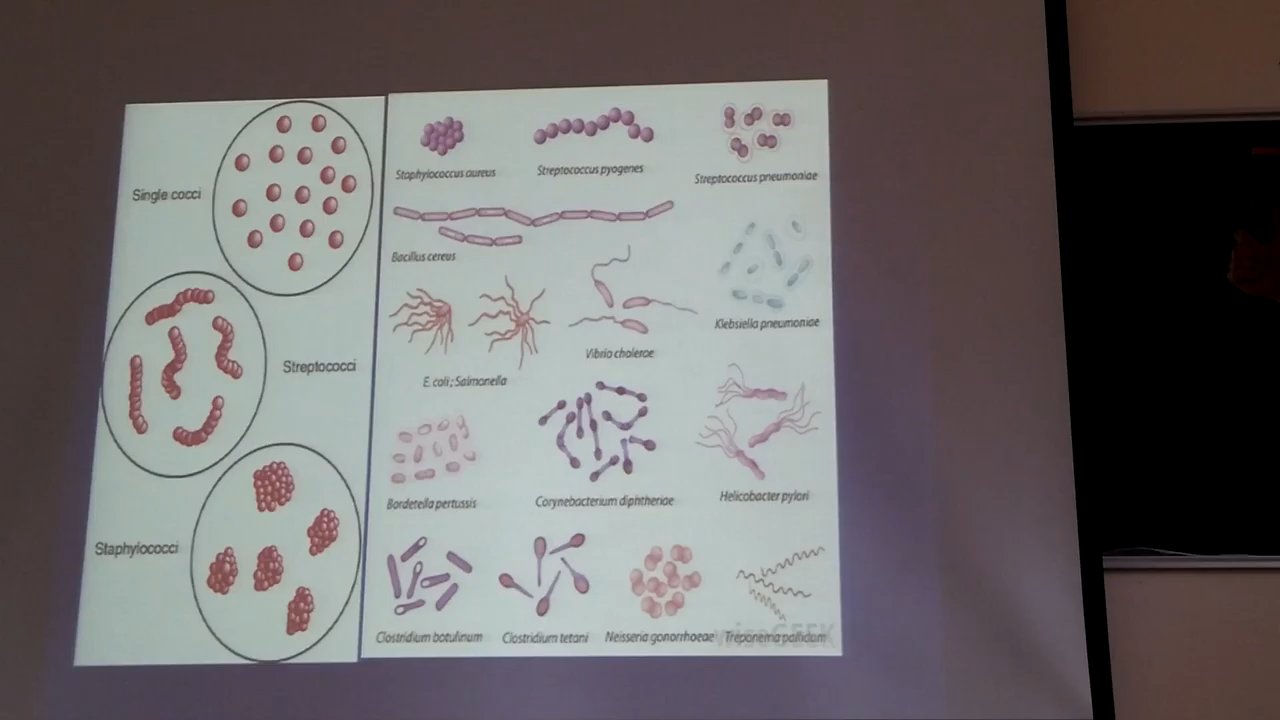 Single cocci
Streptococci
Staphylococci
Staphylococcus aureus
Streptococcus pyogenes
Streptococcus pneumoniae
Bacillus cereus
Klebsiella pneumoniae
Vibrio cholerae
E. coli; Salmonella
Bordetella pertussis
Corynebacterium diphtheriae
Helicobacter pylori
Clostridium botulinum
Clostridium tetani
Neisseria gonorrhoeae
Treponema pallidum
wiseGEEK